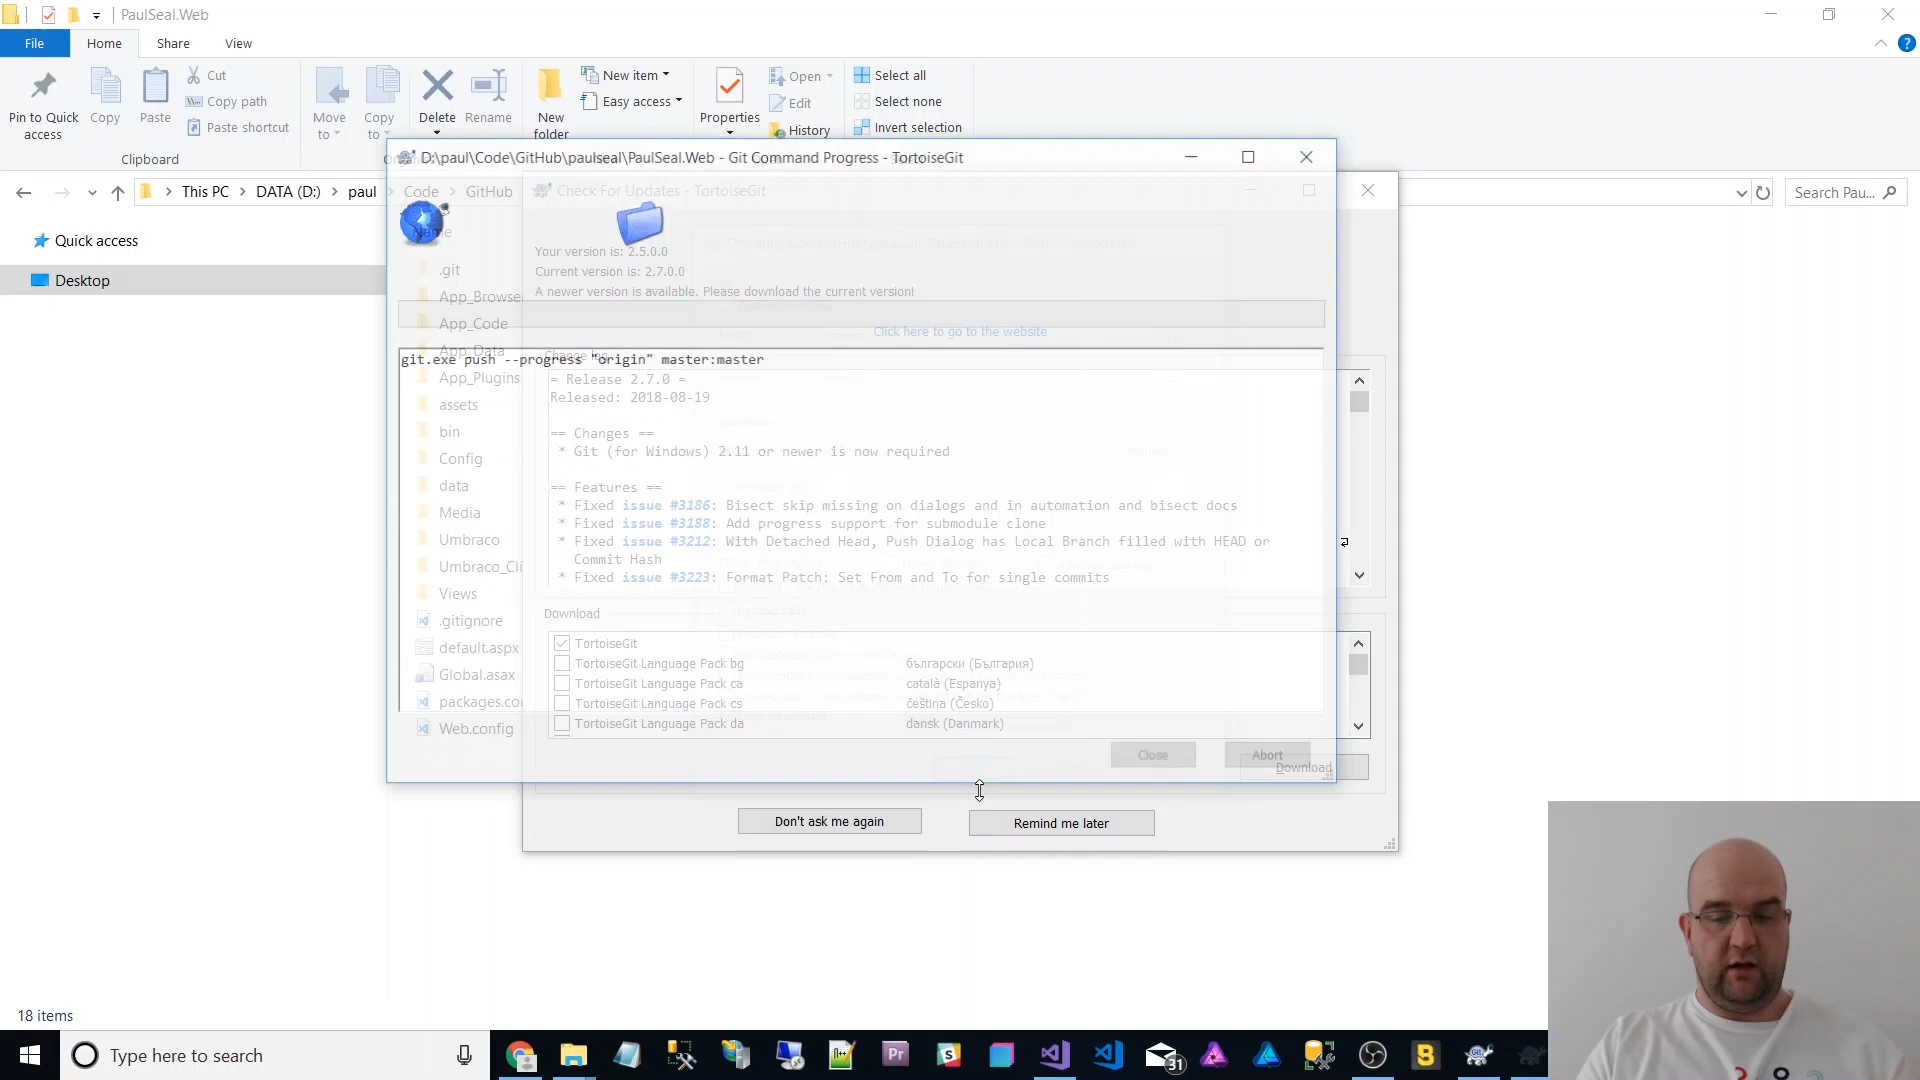 PaulSeal.Web
File
Home
Share
View
Pin to Quick access
Copy
Paste
Cut
Copy path
Paste shortcut
Clipboard
Move to
Copy to
Delete
Rename
New folder
New item
Easy access
Properties
Open
Edit
History
Select all
Select none
Invert selection
D:\paul\Code\GitHub\paulseal\PaulSeal.Web - Git Command Progress - TortoiseGit
This PC
DATA (D:)
paul
Code
GitHub
Search Pau...
Check For Updates - TortoiseGit
Quick access
Desktop
Name
.git
App_Browse
App_Code
App_Data
App_Plugins
assets
bin
Config
data
Media
Umbraco
Umbraco_Cli
Views
.gitignore
default.aspx
Global.asax
packages.co
Web.config
Your version is: 2.5.0.0
Current version is: 2.7.0.0
A newer version is available. Please download the current version!
Click here to go to the website
git.exe push --progress "origin" master:master
= Release 2.7.0 =
Released: 2018-08-19
== Changes ==
* Git (for Windows) 2.11 or newer is now required
== Features ==
* Fixed issue #3186: Bisect skip missing on dialogs and in automation and bisect docs
* Fixed issue #3188: Add progress support for submodule clone
* Fixed issue #3212: With Detached Head, Push Dialog has Local Branch filled with HEAD or
Commit Hash
* Fixed issue #3223: Format Patch: Set From and To for single commits
Download
TortoiseGit
TortoiseGit Language Pack bg български (България)
TortoiseGit Language Pack ca català (Espanya)
TortoiseGit Language Pack cs čeština (Česko)
TortoiseGit Language Pack da dansk (Danmark)
Close
Abort
Download
Don't ask me again
Remind me later
18 items
Type here to search
Pr
31
B